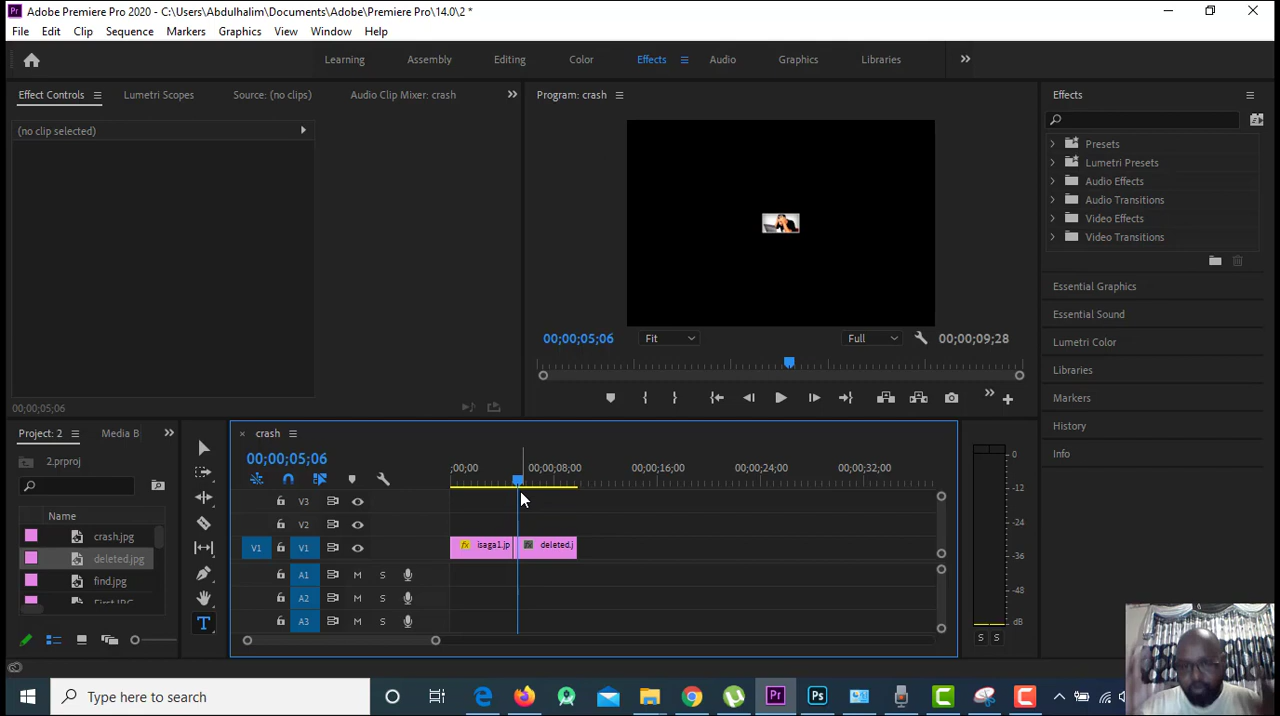 Pr Adobe Premiere Pro 2020 - C:\Users\Abdulhalim\Documents\Adobe\Premiere Pro\14.0\2 *
File Edit Clip Sequence Markers Graphics View Window Help
Learning Assembly Editing Color Effects Audio Graphics Libraries
Effect Controls Lumetri Scopes Source: (no clips) Audio Clip Mixer: crash
Program: crash
Effects
(no clip selected)
Presets
Lumetri Presets
Audio Effects
Audio Transitions
Video Effects
Video Transitions
Essential Graphics
Essential Sound
Lumetri Color
Libraries
Markers
History
Info
00;00;05;06 Fit Full 00;00;09;28
00;00;05;06
Project: 2 Media B
2.prproj
Name
crash.jpg
deleted.jpg
find.jpg
First.JPG
crash
00;00;05;06
;00;00 00;00;08;00 00;00;16;00 00;00;24;00 00;00;32;00
V3
V2
V1 V1 isaga1.jp deleted.j
A1 M S
A2 M S
A3 M S
0
-12
-24
-36
-48
dB
S S
T
Type here to search
Pr Ps